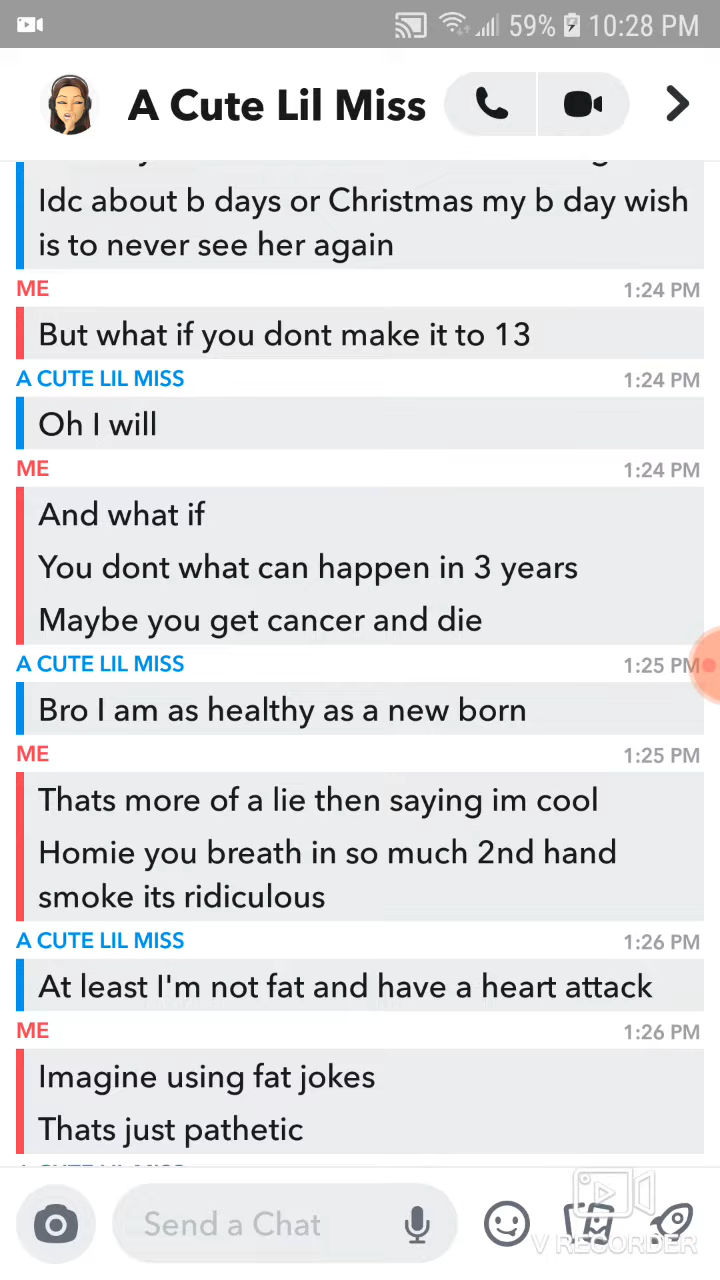 59% 10:28 PM
A Cute Lil Miss
Idc about b days or Christmas my b day wish
is to never see her again
ME 1:24 PM
But what if you dont make it to 13
A CUTE LIL MISS 1:24 PM
Oh I will
ME 1:24 PM
And what if
You dont what can happen in 3 years
Maybe you get cancer and die
A CUTE LIL MISS 1:25 PM
Bro I am as healthy as a new born
ME 1:25 PM
Thats more of a lie then saying im cool
Homie you breath in so much 2nd hand
smoke its ridiculous
A CUTE LIL MISS 1:26 PM
At least I'm not fat and have a heart attack
ME 1:26 PM
Imagine using fat jokes
Thats just pathetic
Send a Chat
V RECORDER